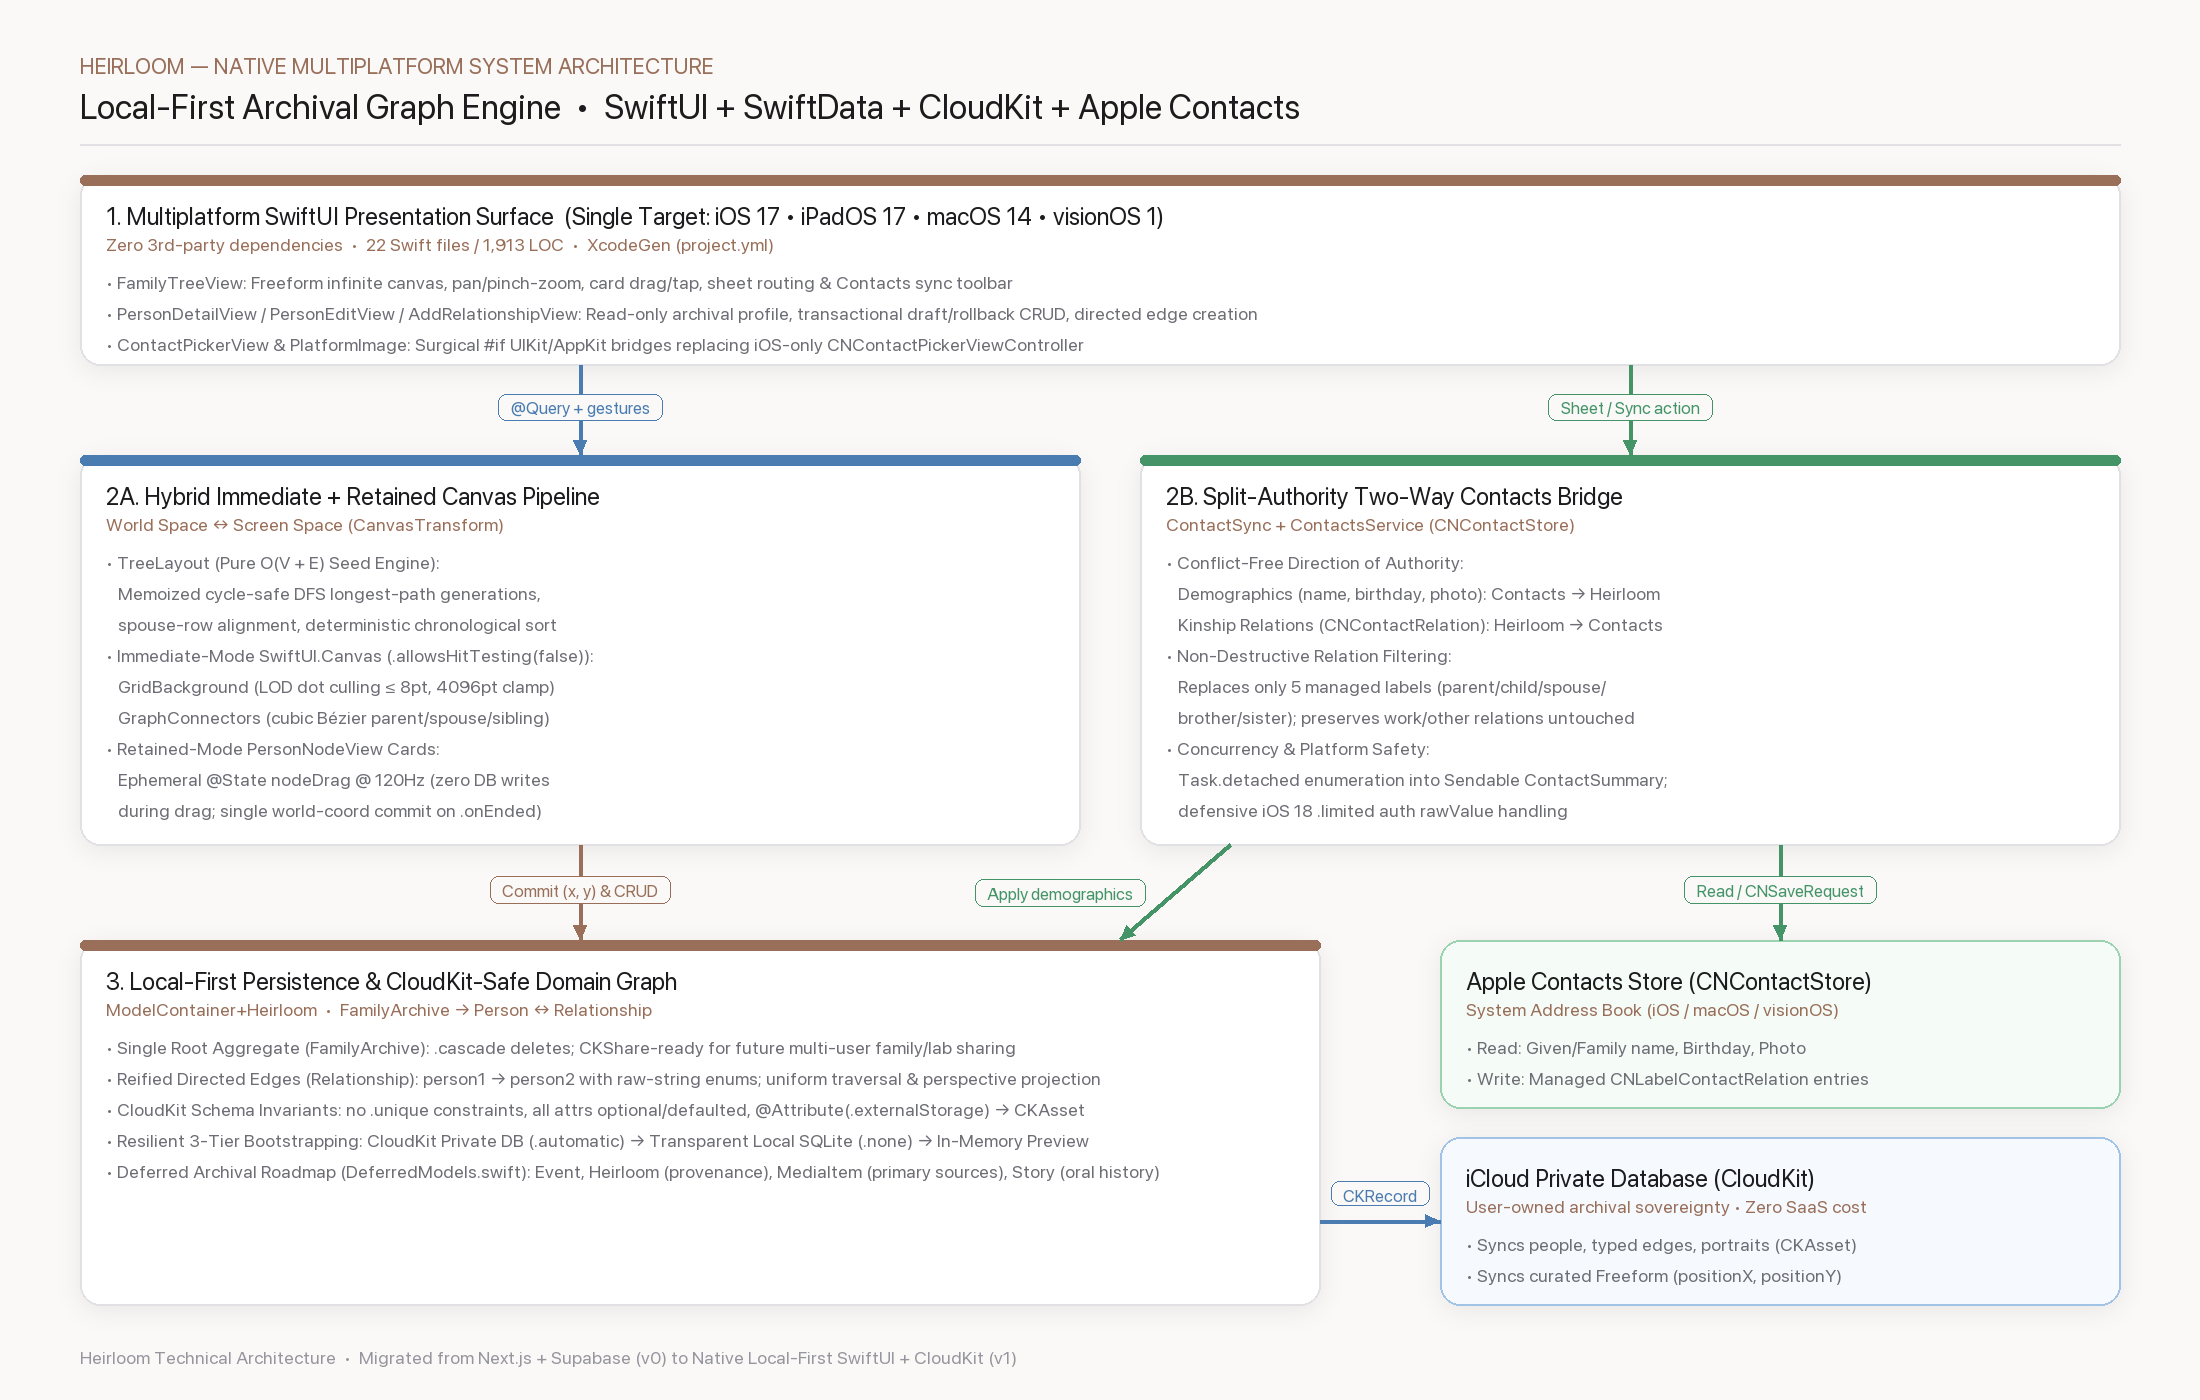 HEIRLOOM — NATIVE MULTIPLATFORM SYSTEM ARCHITECTURE
Local-First Archival Graph Engine • SwiftUI + SwiftData + CloudKit + Apple Contacts
1. Multiplatform SwiftUI Presentation Surface (Single Target: iOS 17 • iPadOS 17 • macOS 14 • visionOS 1)
Zero 3rd-party dependencies • 22 Swift files / 1,913 LOC • XcodeGen (project.yml)
• FamilyTreeView: Freeform infinite canvas, pan/pinch-zoom, card drag/tap, sheet routing & Contacts sync toolbar
• PersonDetailView / PersonEditView / AddRelationshipView: Read-only archival profile, transactional draft/rollback CRUD, directed edge creation
• ContactPickerView & PlatformImage: Surgical #if UIKit/AppKit bridges replacing iOS-only CNContactPickerViewController
@Query + gestures
Sheet / Sync action
2A. Hybrid Immediate + Retained Canvas Pipeline
World Space ↔ Screen Space (CanvasTransform)
• TreeLayout (Pure O(V + E) Seed Engine):
Memoized cycle-safe DFS longest-path generations,
spouse-row alignment, deterministic chronological sort
• Immediate-Mode SwiftUI.Canvas (.allowsHitTesting(false)):
GridBackground (LOD dot culling ≤ 8pt, 4096pt clamp)
GraphConnectors (cubic Bézier parent/spouse/sibling)
• Retained-Mode PersonNodeView Cards:
Ephemeral @State nodeDrag @ 120Hz (zero DB writes
during drag; single world-coord commit on .onEnded)
2B. Split-Authority Two-Way Contacts Bridge
ContactSync + ContactsService (CNContactStore)
• Conflict-Free Direction of Authority:
Demographics (name, birthday, photo): Contacts → Heirloom
Kinship Relations (CNContactRelation): Heirloom → Contacts
• Non-Destructive Relation Filtering:
Replaces only 5 managed labels (parent/child/spouse/
brother/sister); preserves work/other relations untouched
• Concurrency & Platform Safety:
Task.detached enumeration into Sendable ContactSummary;
defensive iOS 18 .limited auth rawValue handling
Commit (x, y) & CRUD
Apply demographics
Read / CNSaveRequest
3. Local-First Persistence & CloudKit-Safe Domain Graph
ModelContainer+Heirloom • FamilyArchive → Person ↔ Relationship
• Single Root Aggregate (FamilyArchive): .cascade deletes; CKShare-ready for future multi-user family/lab sharing
• Reified Directed Edges (Relationship): person1 → person2 with raw-string enums; uniform traversal & perspective projection
• CloudKit Schema Invariants: no .unique constraints, all attrs optional/defaulted, @Attribute(.externalStorage) → CKAsset
• Resilient 3-Tier Bootstrapping: CloudKit Private DB (.automatic) → Transparent Local SQLite (.none) → In-Memory Preview
• Deferred Archival Roadmap (DeferredModels.swift): Event, Heirloom (provenance), MediaItem (primary sources), Story (oral history)
Apple Contacts Store (CNContactStore)
System Address Book (iOS / macOS / visionOS)
• Read: Given/Family name, Birthday, Photo
• Write: Managed CNLabelContactRelation entries
CKRecord
iCloud Private Database (CloudKit)
User-owned archival sovereignty • Zero SaaS cost
• Syncs people, typed edges, portraits (CKAsset)
• Syncs curated Freeform (positionX, positionY)
Heirloom Technical Architecture • Migrated from Next.js + Supabase (v0) to Native Local-First SwiftUI + CloudKit (v1)